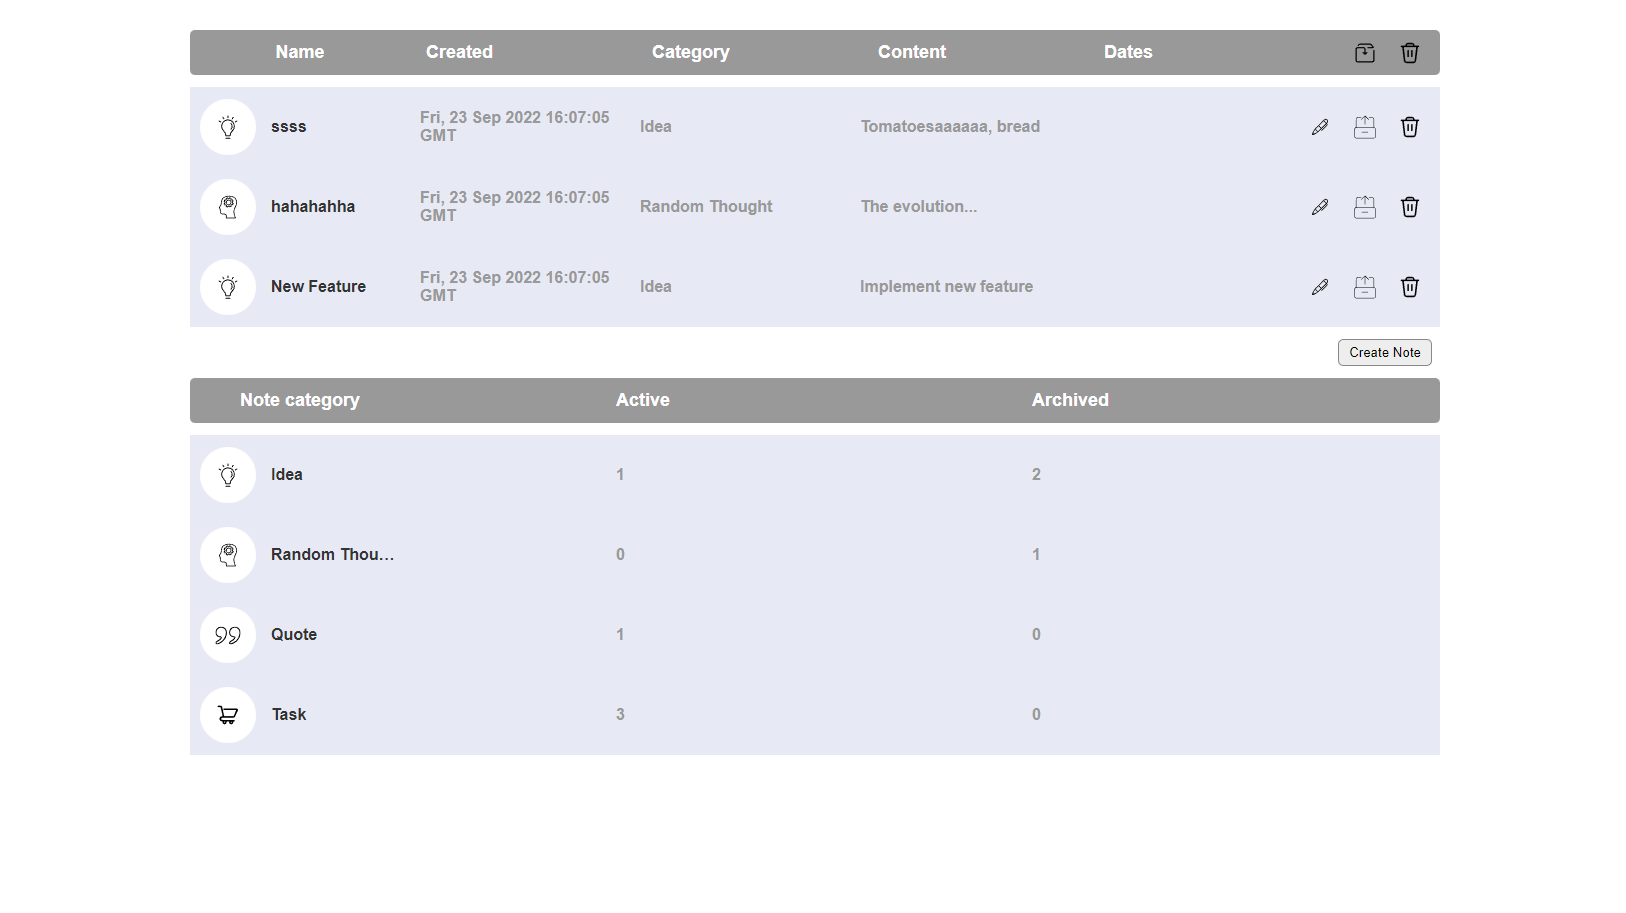 Name Created Category Content Dates
ssss Fri, 23 Sep 2022 16:07:05 GMT Idea Tomatoesaaaaaa, bread
hahahahha Fri, 23 Sep 2022 16:07:05 GMT Random Thought The evolution...
New Feature Fri, 23 Sep 2022 16:07:05 GMT Idea Implement new feature
Create Note
Note category Active Archived
Idea 1 2
Random Thou... 0 1
Quote 1 0
Task 3 0